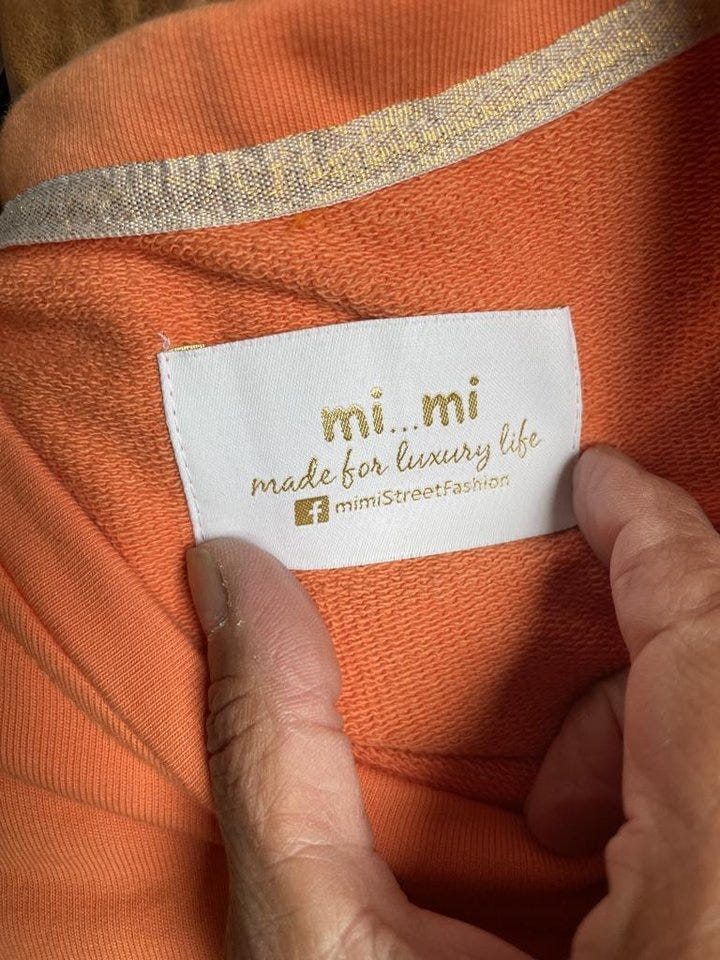 mi...mi
made for luxury life
f mimiStreetFashion